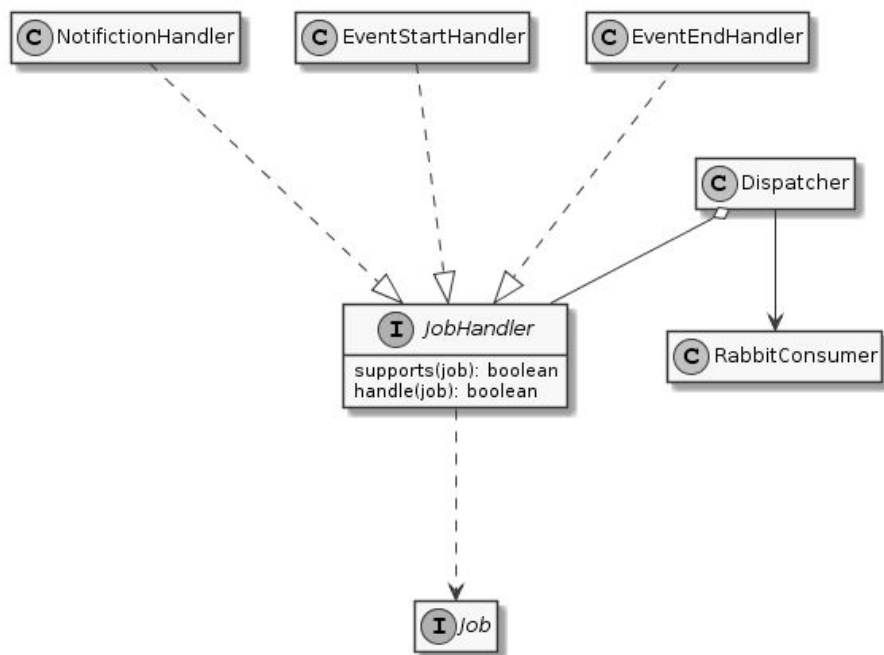 C NotifictionHandler
C EventStartHandler
C EventEndHandler
C Dispatcher
I JobHandler
supports(job): boolean
handle(job): boolean
C RabbitConsumer
I Job